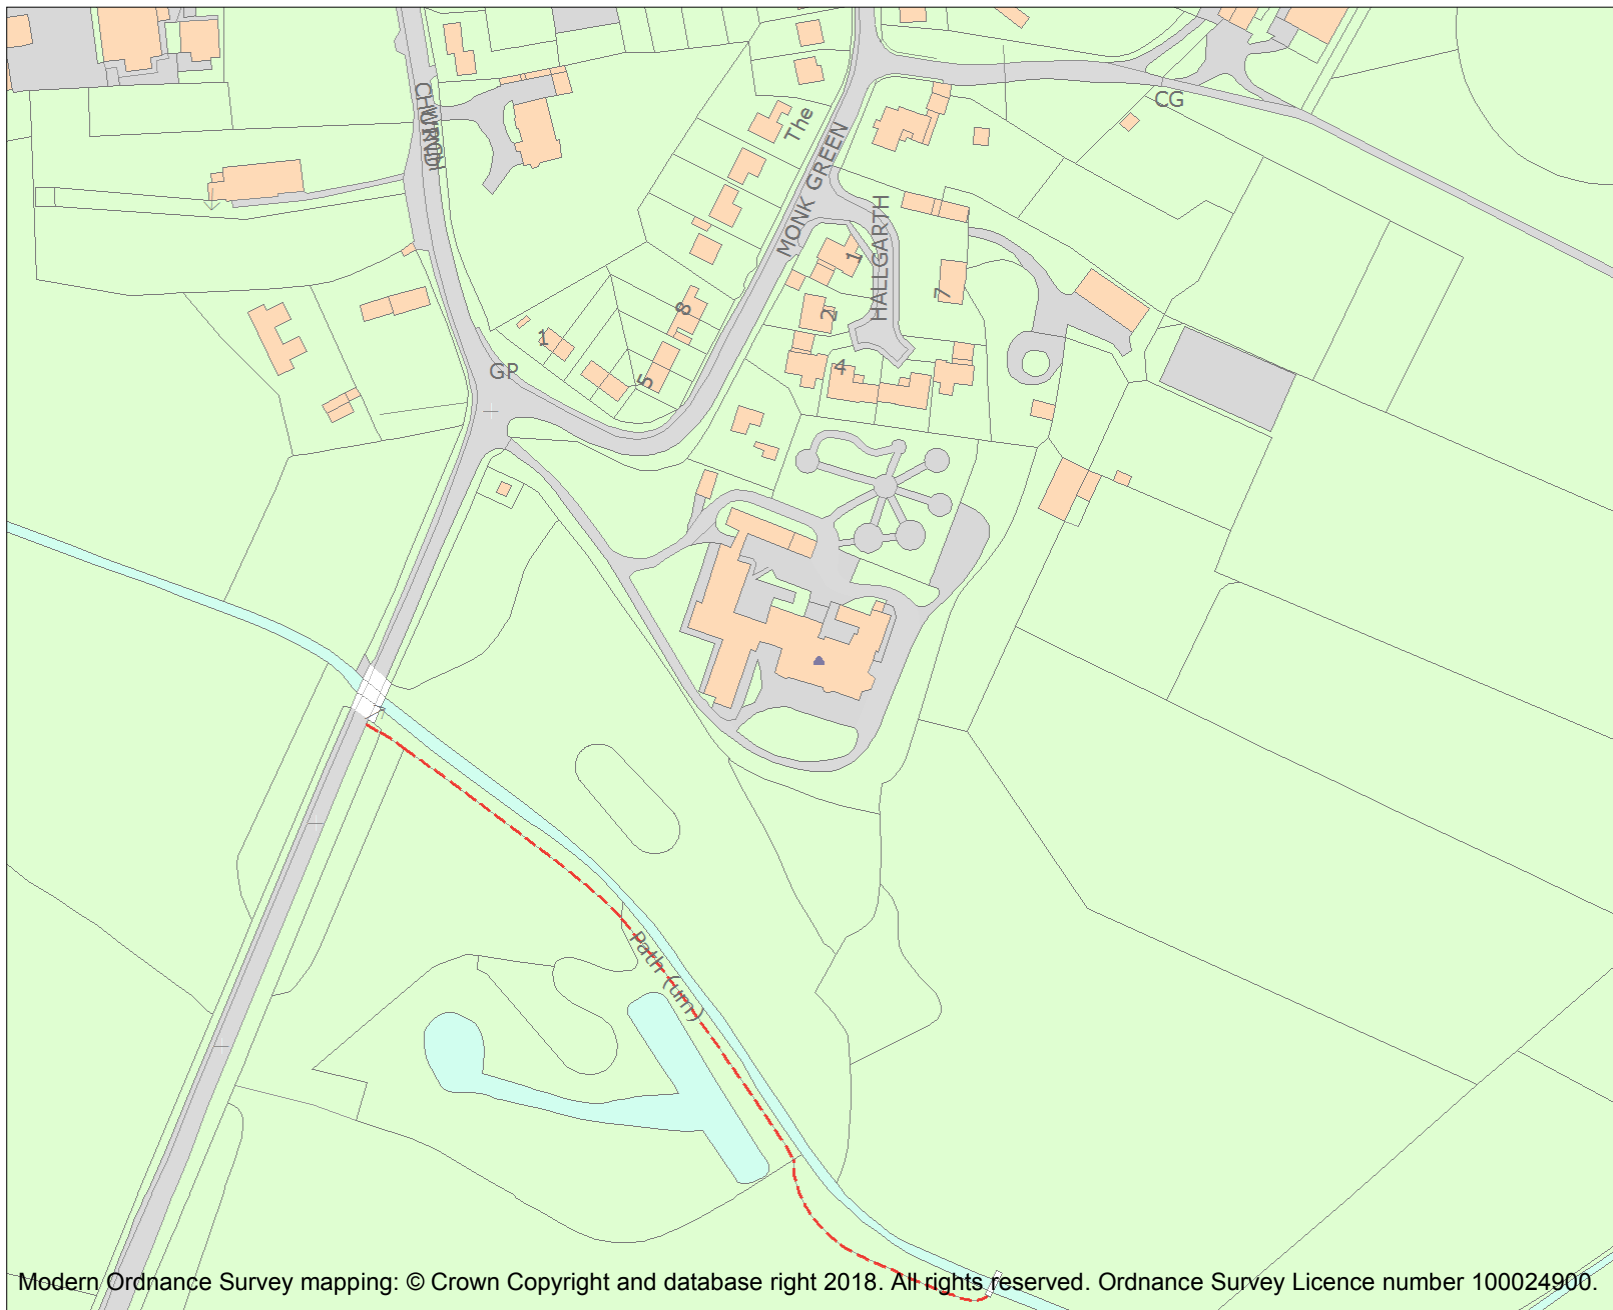 CG
The
MONK GREEN
HALLGARTH
1
7
8
2
1
GP
4
5
Path (um)
Modern Ordnance Survey mapping: © Crown Copyright and database right 2018. All rights reserved. Ordnance Survey Licence number 100024900.